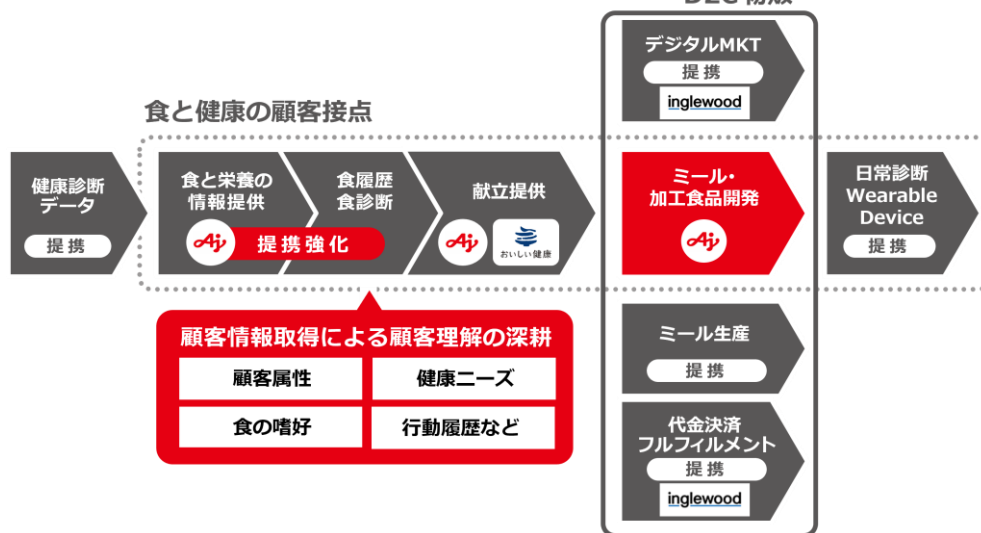 デジタルMKT
提携
inglewood
食と健康の顧客接点
健康診断
データ
提携
食と栄養の
情報提供
Aj
提携強化
食履歴
食診断
献立提供
Aj
おいしい健康
ミール・
加工食品開発
Aj
日常診断
Wearable
Device
提携
顧客情報取得による顧客理解の深耕
顧客属性
健康ニーズ
食の嗜好
行動履歴など
ミール生産
提携
代金決済
フルフィルメント
提携
inglewood